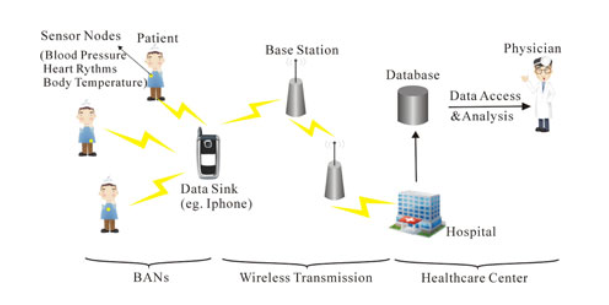 Sensor Nodes
Patient
(Blood Pressure
Heart Rythms
Body Temperature)
Base Station
Physician
Database
Data Access
&Analysis
Data Sink
(eg. Iphone)
Hospital
BANs
Wireless Transmission
Healthcare Center